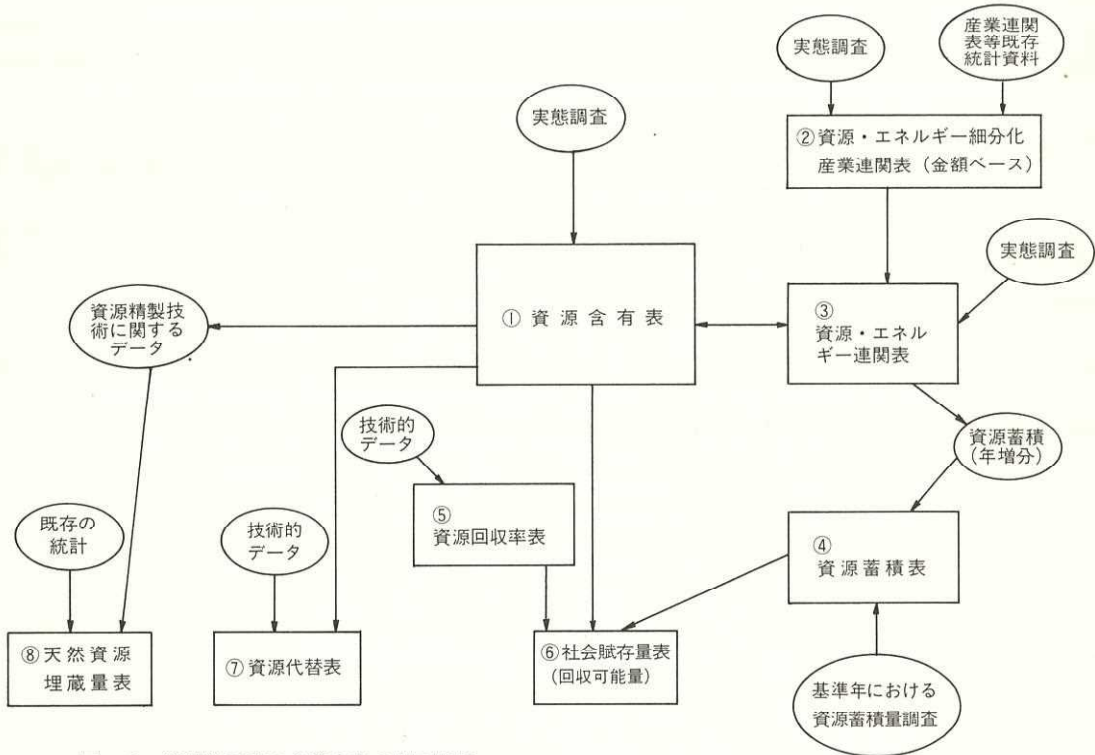 実態調査
産業連関
表等既存
統計資料
実態調査
②資源・エネルギー細分化
産業連関表（金額ベース）
実態調査
資源精製技
術に関する
データ
① 資 源 含 有 表
③
資源・エネル
ギー連関表
技術的
データ
資源蓄積
(年増分)
既存の
統計
技術的
データ
⑤
資源回収率表
④
資 源 蓄 積 表
⑧天然資源
埋蔵量表
⑦資源代替表
⑥社会賦存量表
(回収可能量)
基準年における
資源蓄積量調査